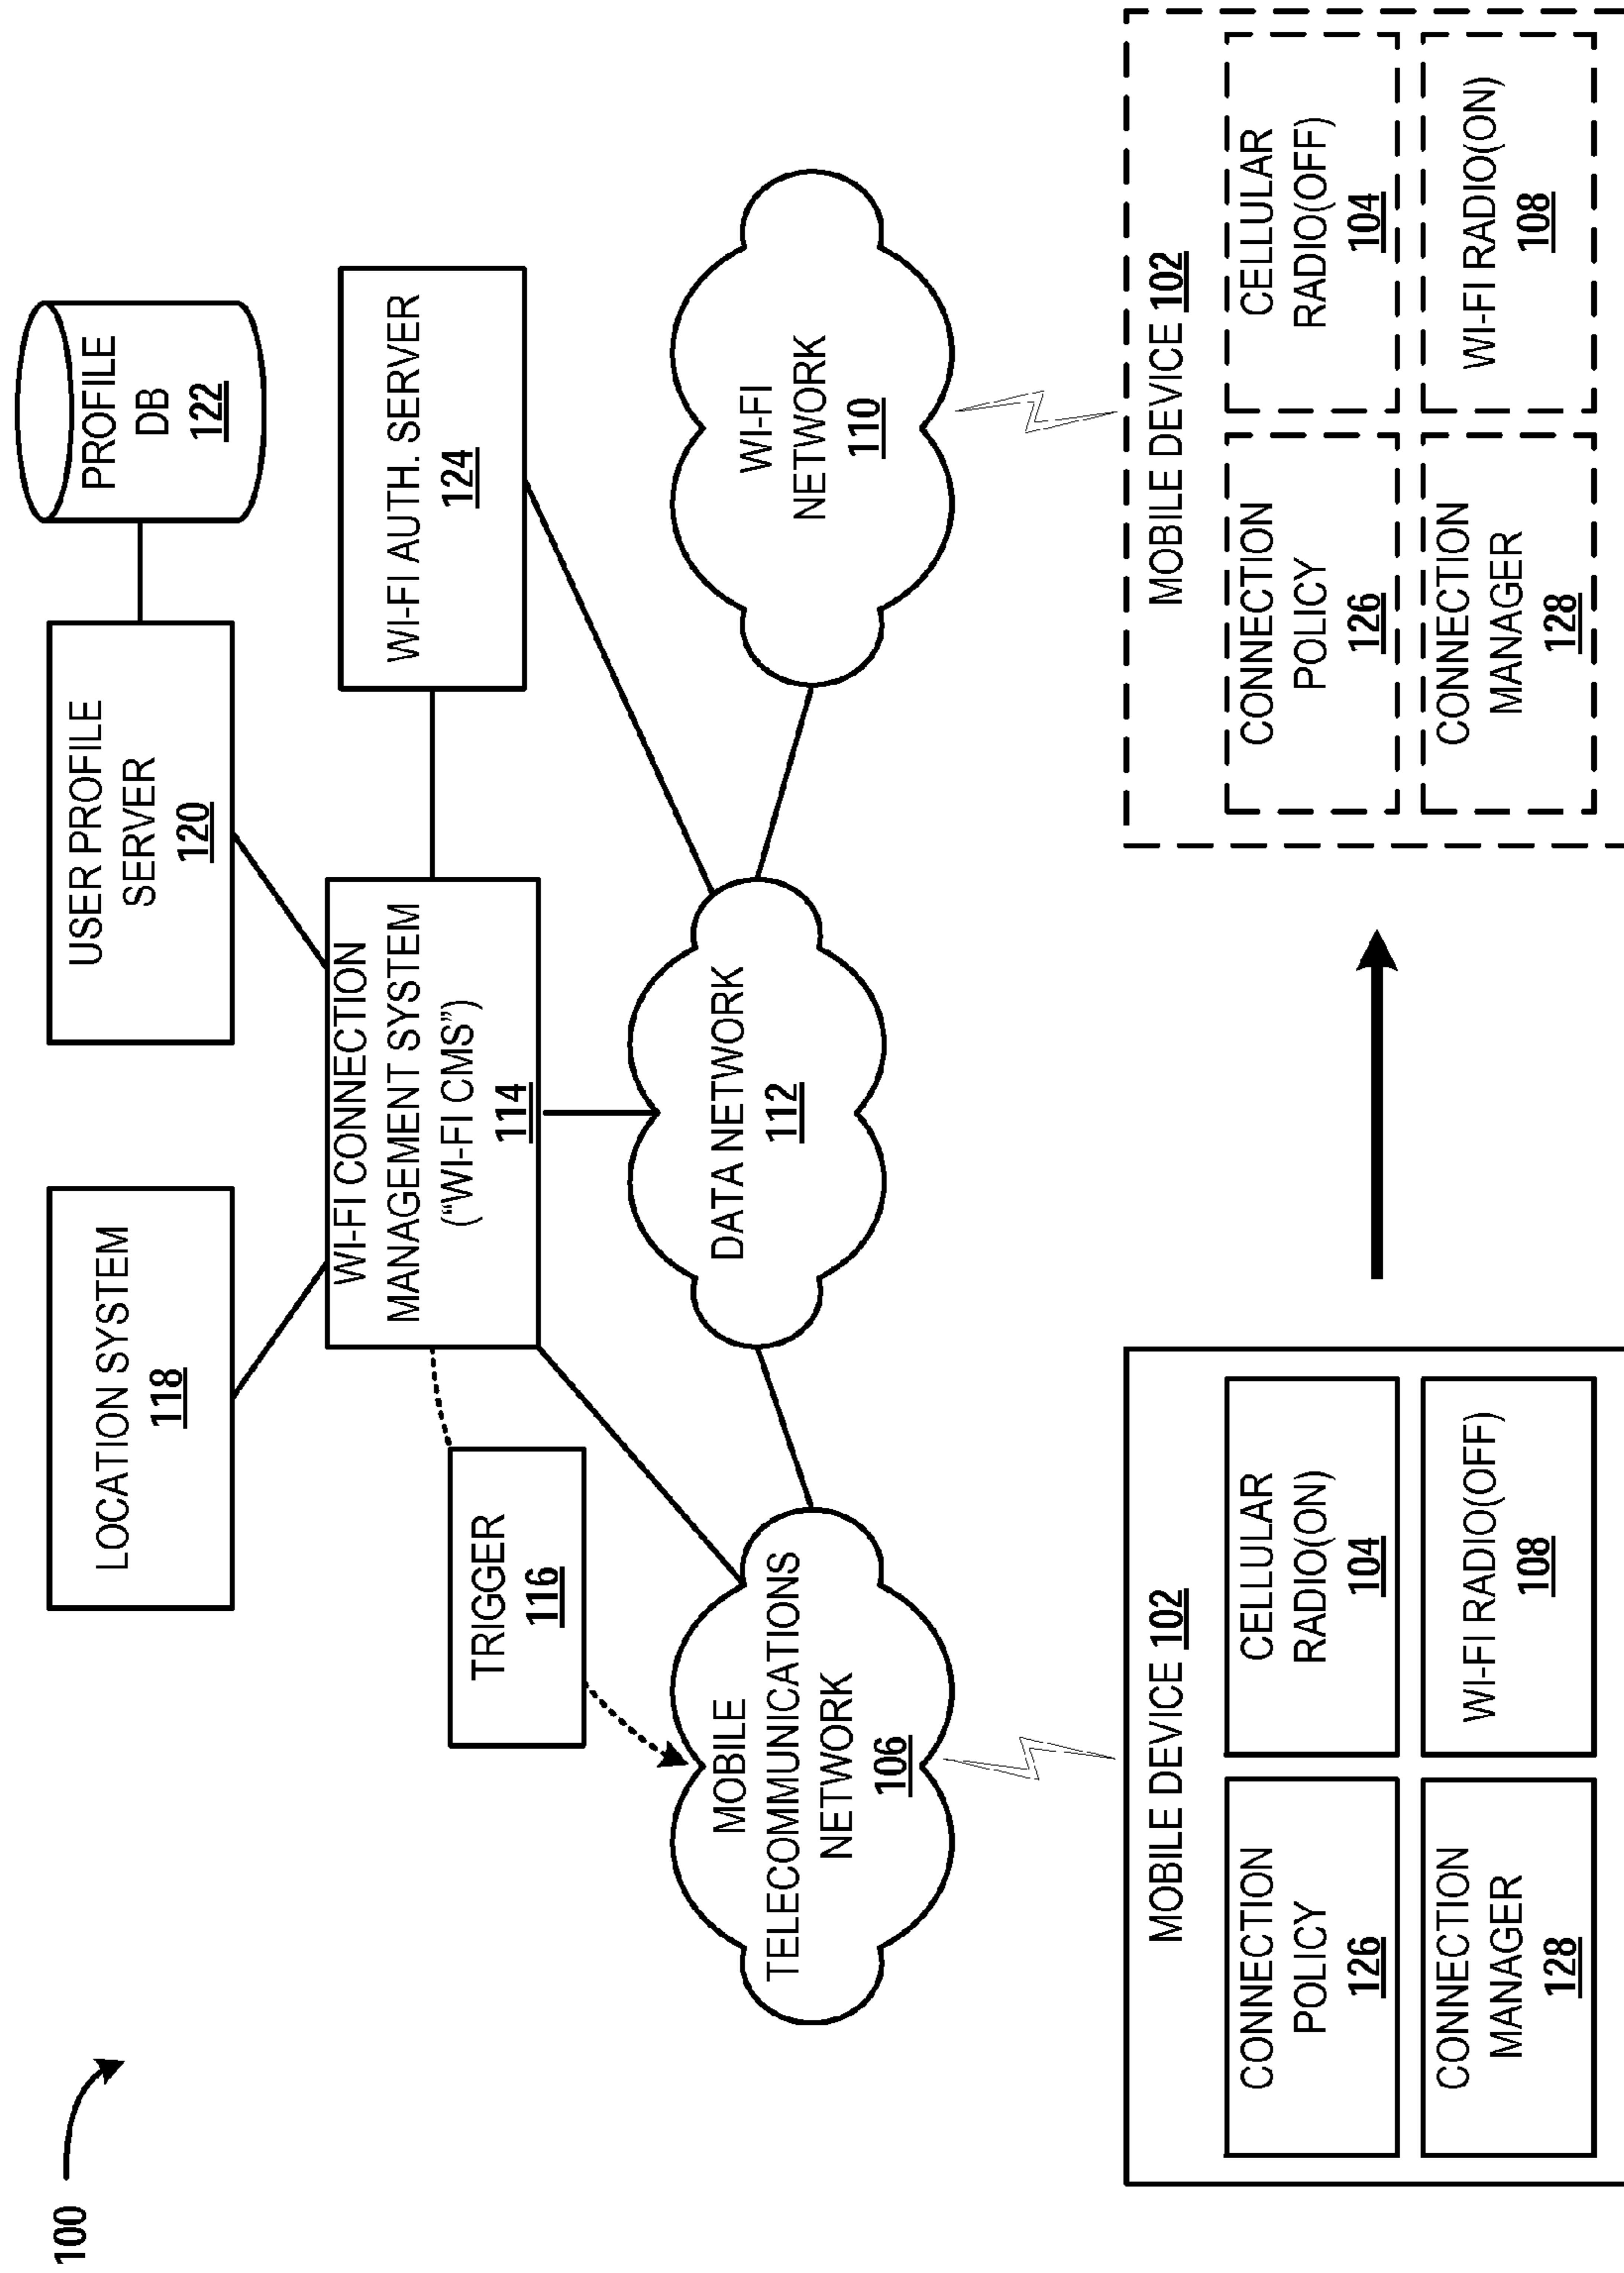 100
LOCATION SYSTEM
118
USER PROFILE
SERVER
120
PROFILE
DB
122
TRIGGER
116
WI-FI CONNECTION
MANAGEMENT SYSTEM
(“WI-FI CMS”)
114
WI-FI AUTH. SERVER
124
MOBILE
TELECOMMUNICATIONS
NETWORK
106
DATA NETWORK
112
WI-FI
NETWORK
110
MOBILE DEVICE 102
CONNECTION
POLICY
126
CELLULAR
RADIO(ON)
104
CONNECTION
MANAGER
128
WI-FI RADIO(OFF)
108
MOBILE DEVICE 102
CONNECTION
POLICY
126
CELLULAR
RADIO(OFF)
104
CONNECTION
MANAGER
128
WI-FI RADIO(ON)
108